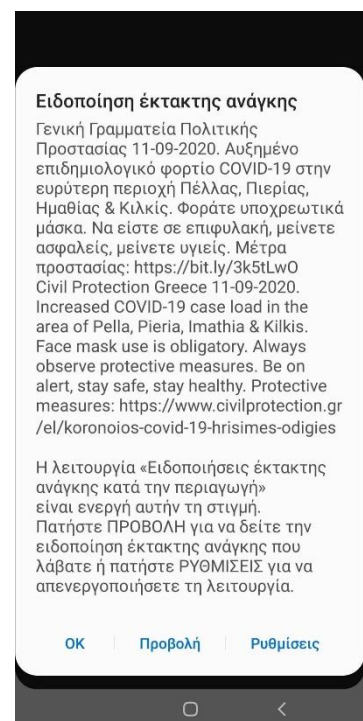 Ειδοποίηση έκτακτης ανάγκης
Γενική Γραμματεία Πολιτικής
Προστασίας 11-09-2020. Αυξημένο
επιδημιολογικό φορτίο COVID-19 στην
ευρύτερη περιοχή Πέλλας, Πιερίας,
Ημαθίας & Κιλκίς. Φοράτε υποχρεωτικά
μάσκα. Να είστε σε επιφυλακή, μείνετε
ασφαλείς, μείνετε υγιείς. Μέτρα
προστασίας: https://bit.ly/3k5tLwO
Civil Protection Greece 11-09-2020.
Increased COVID-19 case load in the
area of Pella, Pieria, Imathia & Kilkis.
Face mask use is obligatory. Always
observe protective measures. Be on
alert, stay safe, stay healthy. Protective
measures: https://www.civilprotection.gr
/el/koronoios-covid-19-hrisimes-odigies
Η λειτουργία «Ειδοποιήσεις έκτακτης
ανάγκης κατά την περιαγωγή»
είναι ενεργή αυτήν τη στιγμή.
Πατήστε ΠΡΟΒΟΛΗ για να δείτε την
ειδοποίηση έκτακτης ανάγκης που
λάβατε ή πατήστε ΡΥΘΜΙΣΕΙΣ για να
απενεργοποιήσετε τη λειτουργία.
ΟΚ Προβολή Ρυθμίσεις